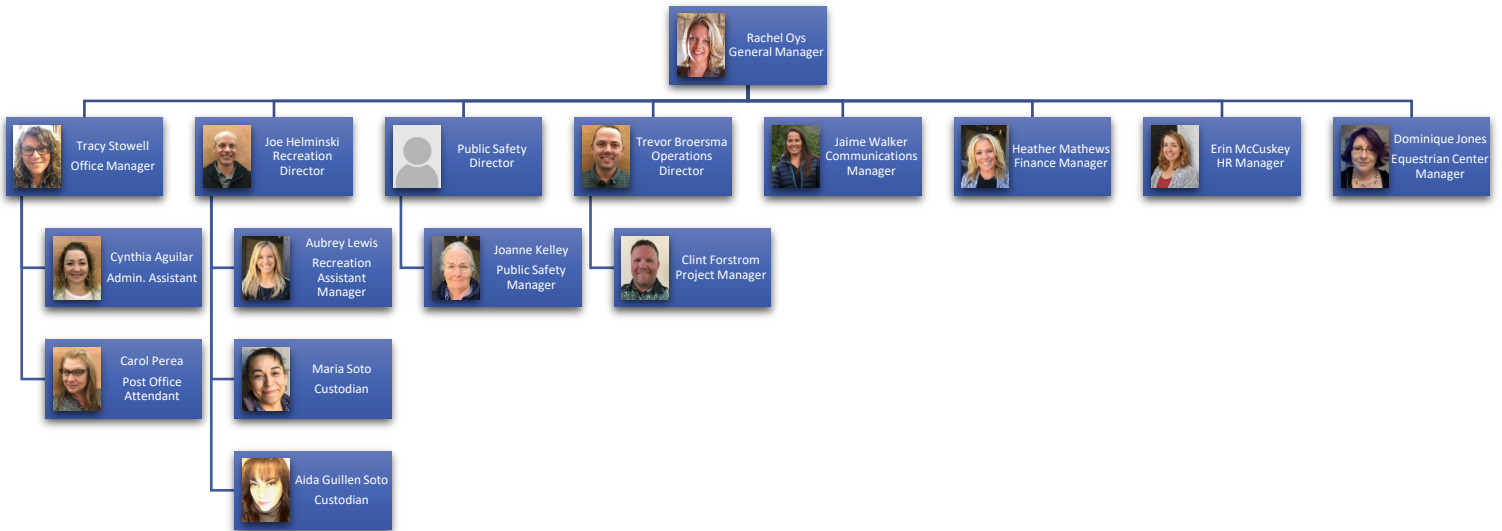 Rachel Oys
General Manager
Tracy Stowell
Office Manager
Joe Helminski
Recreation
Director
Public Safety
Director
Trevor Broersma
Operations
Director
Jaime Walker
Communications
Manager
Heather Mathews
Finance Manager
Erin McCuskey
HR Manager
Dominique Jones
Equestrian Center
Manager
Cynthia Aguilar
Admin. Assistant
Aubrey Lewis
Recreation
Assistant
Manager
Joanne Kelley
Public Safety
Manager
Clint Forstrom
Project Manager
Carol Perea
Post Office
Attendant
Maria Soto
Custodian
Aida Guillen Soto
Custodian